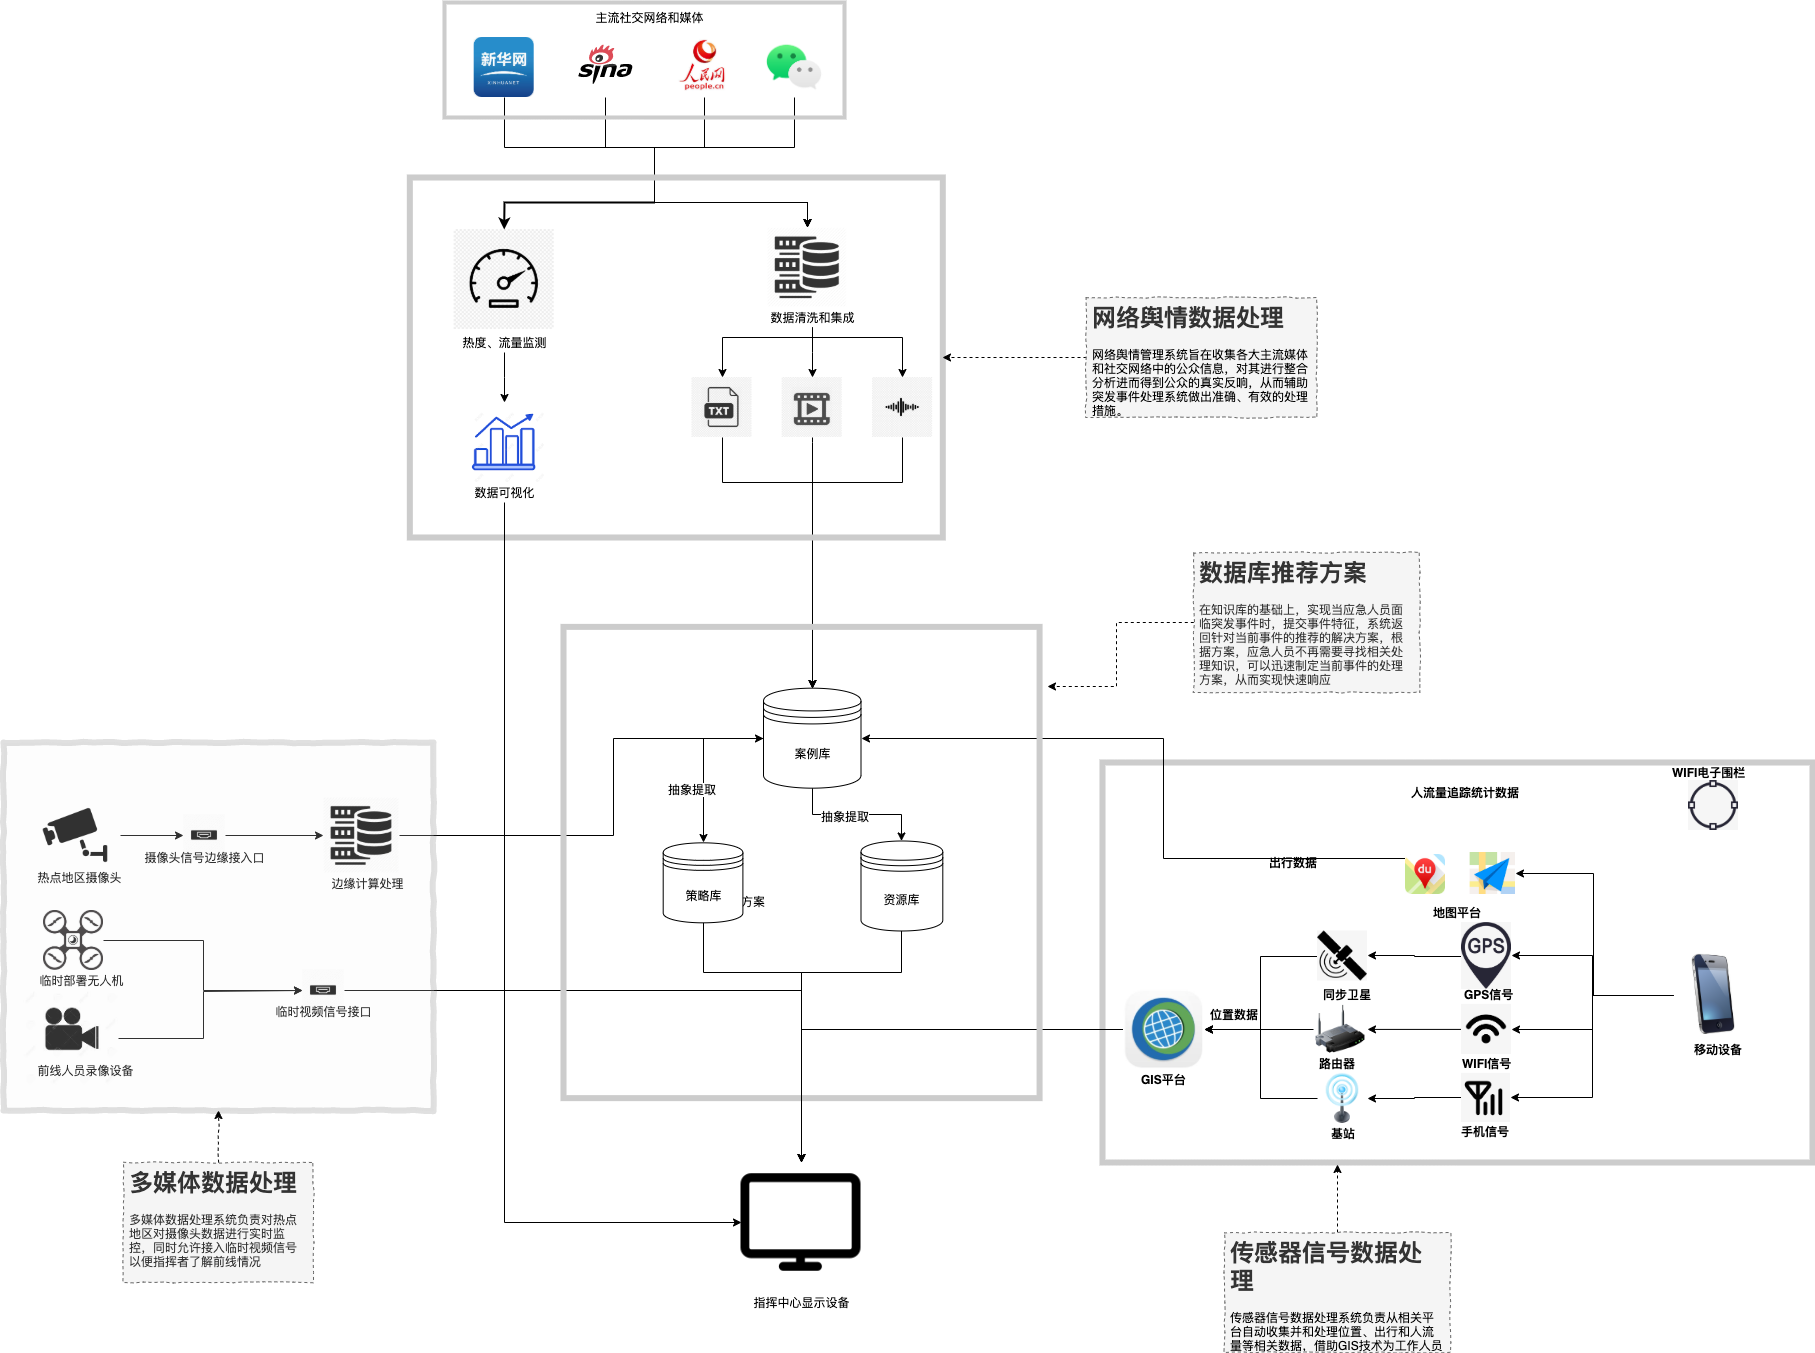 主流社交网络和媒体
新华网
XINHUANET
sina
人民网
people.cn
热度、流量监测
数据清洗和集成
TXT
数据可视化
网络舆情数据处理
网络舆情管理系统旨在收集各大主流媒体
和社交网络中的公众信息，对其进行整合
分析进而得到公众的真实反响，从而辅助
突发事件处理系统做出准确、有效的处理
措施。
数据库推荐方案
在知识库的基础上，实现当应急人员面
临突发事件时，提交事件特征，系统返
回针对当前事件的推荐的解决方案，根
据方案，应急人员不再需要寻找相关处
理知识，可以迅速制定当前事件的处理
方案，从而实现快速响应
案例库
抽象提取
抽象提取
策略库
方案
资源库
热点地区摄像头
摄像头信号边缘接入口
边缘计算处理
临时部署无人机
临时视频信号接口
前线人员录像设备
多媒体数据处理
多媒体数据处理系统负责对热点
地区对摄像头数据进行实时监
控，同时允许接入临时视频信号
以便指挥者了解前线情况
WIFI电子围栏
人流量追踪统计数据
出行数据
du
地图平台
GPS
同步卫星
GPS信号
位置数据
路由器
WIFI信号
移动设备
GIS平台
基站
手机信号
指挥中心显示设备
传感器信号数据处
理
传感器信号数据处理系统负责从相关平
台自动收集并和处理位置、出行和人流
量等相关数据，借助GIS技术为工作人员